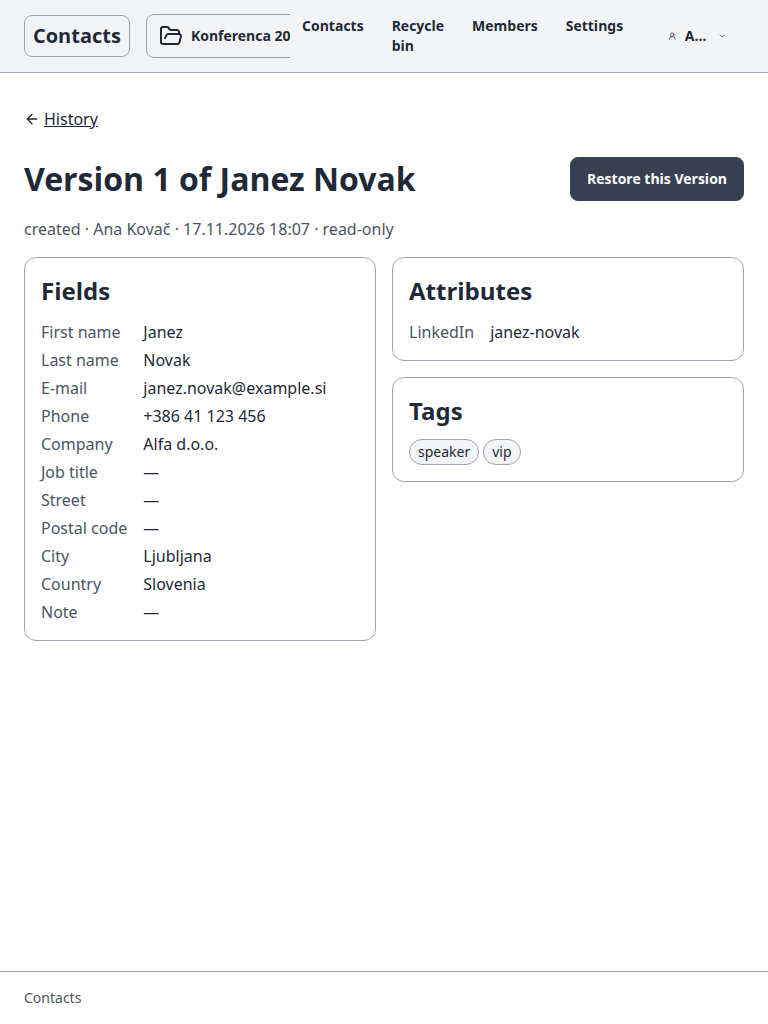 Contacts
Konferenca 20
Contacts
Recycle bin
Members
Settings
A...
History
Version 1 of Janez Novak
Restore this Version
created · Ana Kovač · 17.11.2026 18:07 · read-only
Fields
First name Janez
Last name Novak
E-mail janez.novak@example.si
Phone +386 41 123 456
Company Alfa d.o.o.
Job title —
Street —
Postal code —
City Ljubljana
Country Slovenia
Note —
Attributes
LinkedIn janez-novak
Tags
speaker vip
Contacts